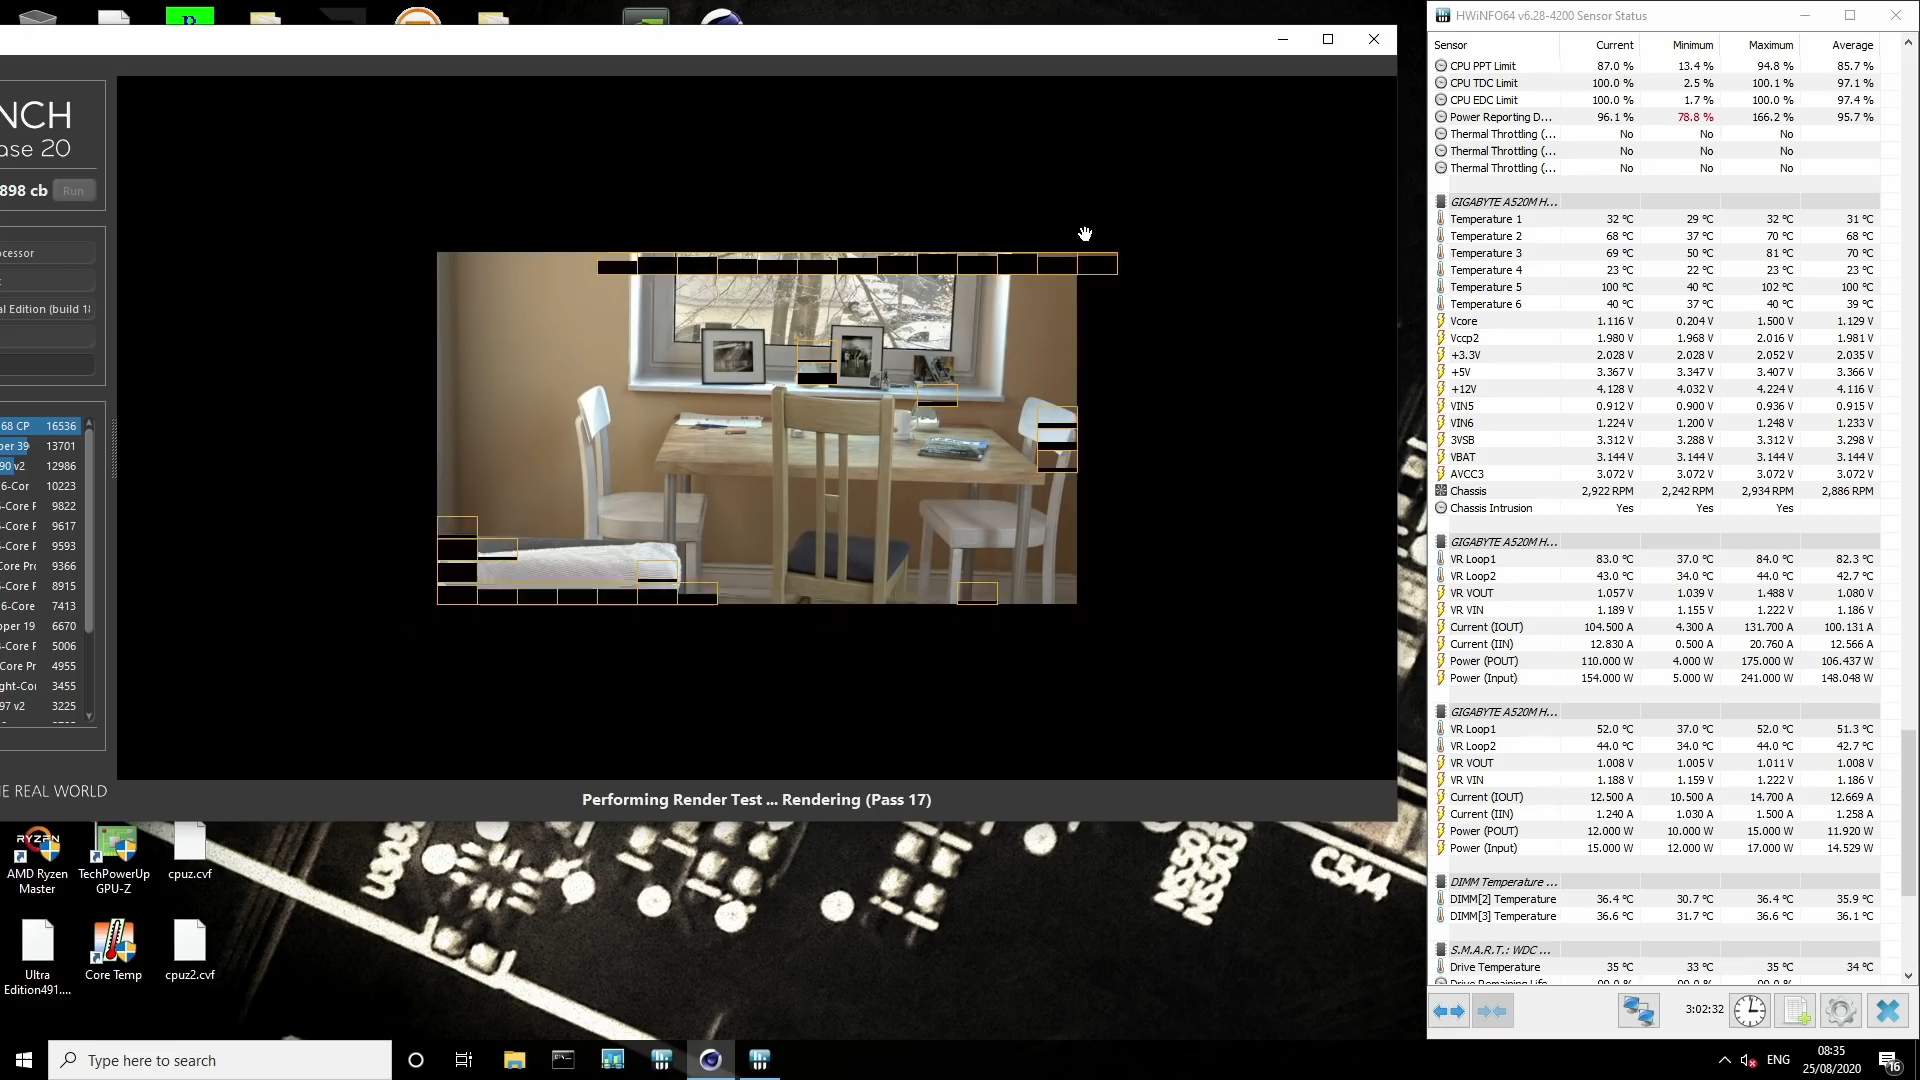 NCH
ase 20
898 cb Run
ocessor
al Edition (build 1
68 CP 16536
per 39 13701
90 v2 12986
6-Cor 10223
-Core F 9822
-Core F 9617
-Core F 9593
Core Pro 9366
-Core F 8915
6-Core 7413
pper 19 6670
-Core F 5006
Core Pr 4955
ght-Cor 3455
97 v2 3225
E REAL WORLD
Performing Render Test ... Rendering (Pass 17)
HWiNFO64 v6.28-4200 Sensor Status
Sensor Current Minimum Maximum Average
CPU PPT Limit 87.0 % 13.4 % 94.8 % 85.7 %
CPU TDC Limit 100.0 % 2.5 % 100.1 % 97.1 %
CPU EDC Limit 100.0 % 1.7 % 100.0 % 97.4 %
Power Reporting D... 96.1 % 78.8 % 166.2 % 95.7 %
Thermal Throttling (... No No No
Thermal Throttling (... No No No
Thermal Throttling (... No No No
GIGABYTE A520M H...
Temperature 1 32 °C 29 °C 32 °C 31 °C
Temperature 2 68 °C 37 °C 70 °C 68 °C
Temperature 3 69 °C 50 °C 81 °C 70 °C
Temperature 4 23 °C 22 °C 23 °C 23 °C
Temperature 5 100 °C 40 °C 102 °C 100 °C
Temperature 6 40 °C 37 °C 40 °C 39 °C
Vcore 1.116 V 0.204 V 1.500 V 1.129 V
Vccp2 1.980 V 1.968 V 2.016 V 1.981 V
+3.3V 2.028 V 2.028 V 2.052 V 2.035 V
+5V 3.367 V 3.347 V 3.407 V 3.366 V
+12V 4.128 V 4.032 V 4.224 V 4.116 V
VIN5 0.912 V 0.900 V 0.936 V 0.915 V
VIN6 1.224 V 1.200 V 1.248 V 1.233 V
3VSB 3.312 V 3.288 V 3.312 V 3.298 V
VBAT 3.144 V 3.144 V 3.144 V 3.144 V
AVCC3 3.072 V 3.072 V 3.072 V 3.072 V
Chassis 2,922 RPM 2,242 RPM 2,934 RPM 2,886 RPM
Chassis Intrusion Yes Yes Yes
GIGABYTE A520M H...
VR Loop1 83.0 °C 37.0 °C 84.0 °C 82.3 °C
VR Loop2 43.0 °C 34.0 °C 44.0 °C 42.7 °C
VR VOUT 1.057 V 1.039 V 1.488 V 1.080 V
VR VIN 1.189 V 1.155 V 1.222 V 1.186 V
Current (IOUT) 104.500 A 4.300 A 131.700 A 100.131 A
Current (IIN) 12.830 A 0.500 A 20.760 A 12.566 A
Power (POUT) 110.000 W 4.000 W 175.000 W 106.437 W
Power (Input) 154.000 W 5.000 W 241.000 W 148.048 W
GIGABYTE A520M H...
VR Loop1 52.0 °C 37.0 °C 52.0 °C 51.3 °C
VR Loop2 44.0 °C 34.0 °C 44.0 °C 42.7 °C
VR VOUT 1.008 V 1.005 V 1.011 V 1.008 V
VR VIN 1.188 V 1.159 V 1.222 V 1.186 V
Current (IOUT) 12.500 A 10.500 A 14.700 A 12.669 A
Current (IIN) 1.240 A 1.030 A 1.500 A 1.258 A
Power (POUT) 12.000 W 10.000 W 15.000 W 11.920 W
Power (Input) 15.000 W 12.000 W 17.000 W 14.529 W
DIMM Temperature ...
DIMM[2] Temperature 36.4 °C 30.7 °C 36.4 °C 35.9 °C
DIMM[3] Temperature 36.6 °C 31.7 °C 36.6 °C 36.1 °C
S.M.A.R.T.: WDC ...
Drive Temperature 35 °C 33 °C 35 °C 34 °C
3:02:32
RYZEN
AMD Ryzen
Master
TechPowerUp
GPU-Z
cpuz.cvf
Ultra
Edition491....
Core Temp
cpuz2.cvf
C544
Type here to search
ENG
08:35
25/08/2020
16